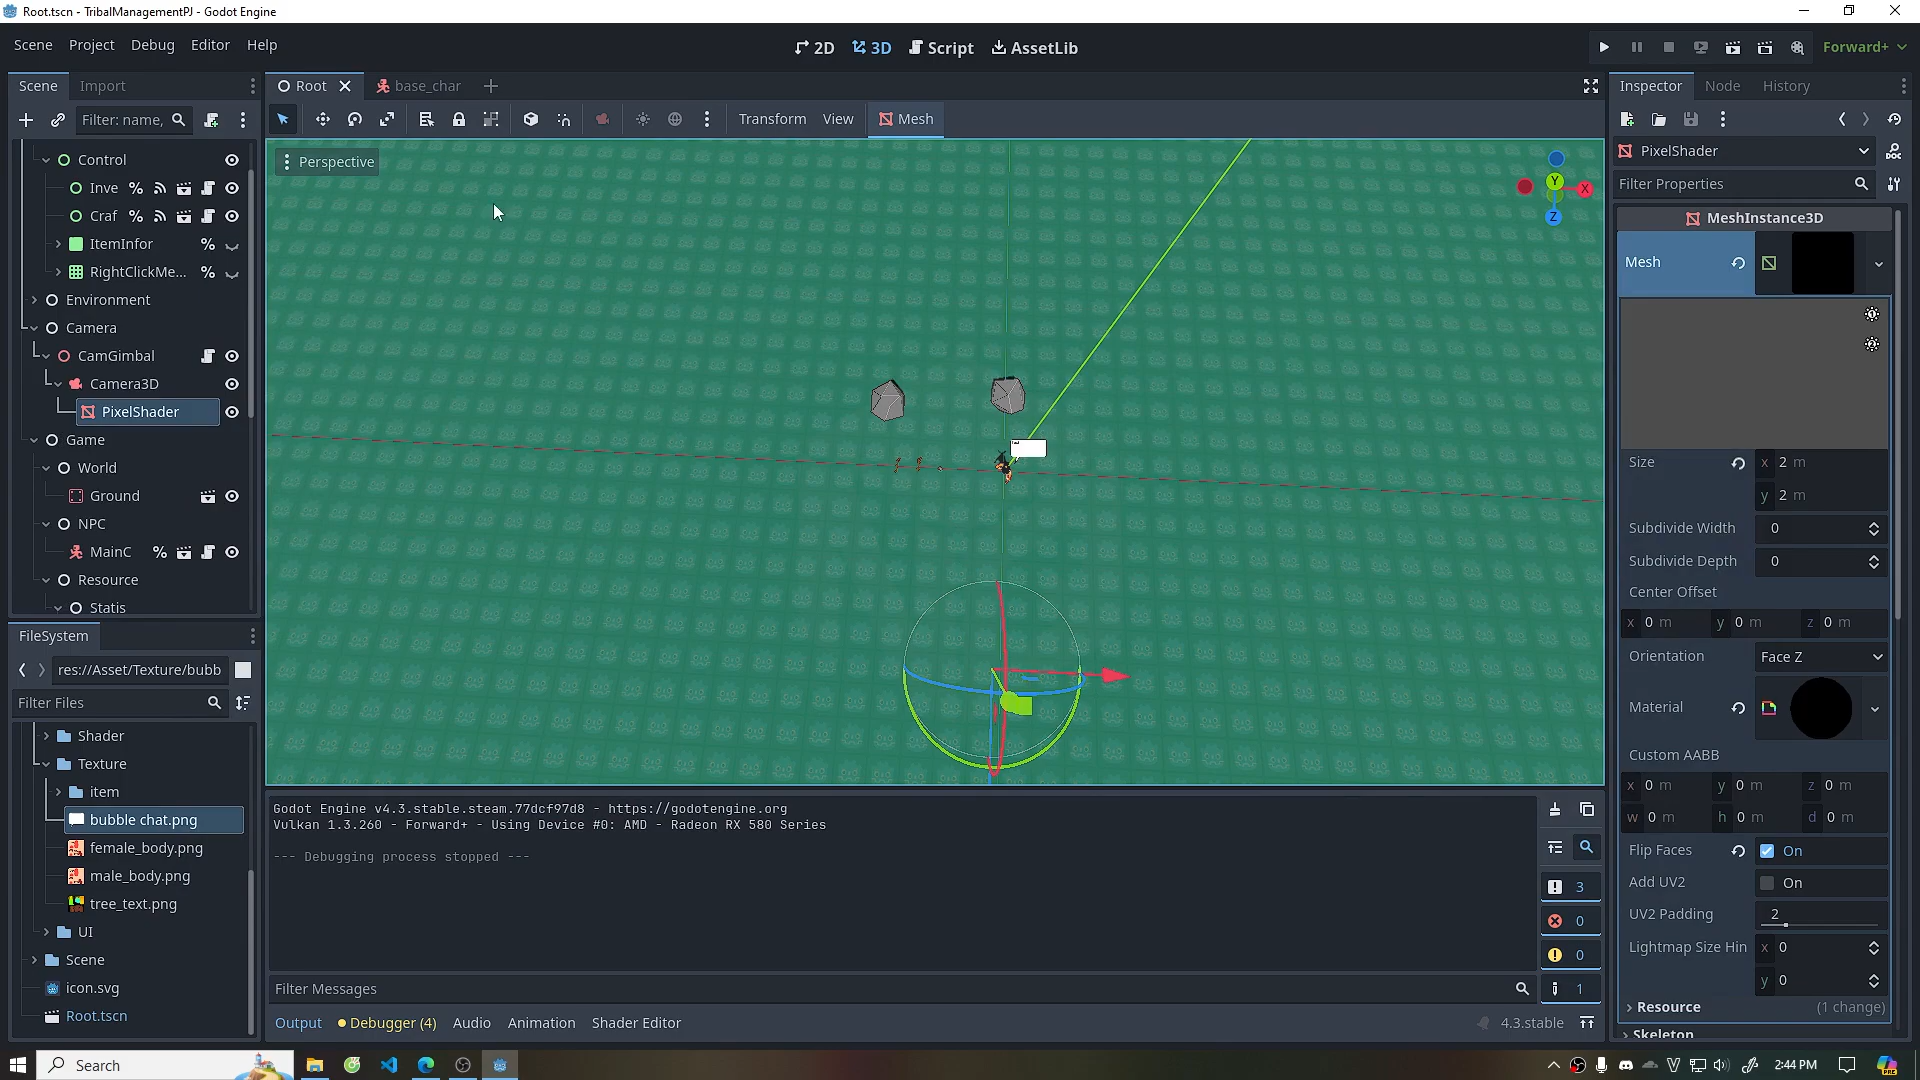 Root.tscn - TribalManagementPJ - Godot Engine
Scene Project Debug Editor Help
2D 3D Script AssetLib
Forward+
Scene Import
Filter: name,
Control
Inve
Craf
ItemInfor
RightClickMe...
Environment
Camera
CamGimbal
Camera3D
PixelShader
Game
World
Ground
NPC
MainC
Resource
Statis
FileSystem
res://Asset/Texture/bubb
Filter Files
Shader
Texture
item
bubble chat.png
female_body.png
male_body.png
tree_text.png
UI
Scene
icon.svg
Root.tscn
Root base_char
Transform View Mesh
Perspective
Y
X
Z
Godot Engine v4.3.stable.steam.77dcf97d8 - https://godotengine.org
Vulkan 1.3.260 - Forward+ - Using Device #0: AMD - Radeon RX 580 Series
--- Debugging process stopped ---
3
0
0
1
Filter Messages
Output Debugger (4) Audio Animation Shader Editor
4.3.stable
Inspector Node History
PixelShader
Filter Properties
MeshInstance3D
Mesh
Size x 2 m
y 2 m
Subdivide Width 0
Subdivide Depth 0
Center Offset
x 0 m y 0 m z 0 m
Orientation Face Z
Material
Custom AABB
x 0 m y 0 m z 0 m
w 0 m h 0 m d 0 m
Flip Faces On
Add UV2 On
UV2 Padding 2
Lightmap Size Hin x 0
y 0
Resource (1 change)
Skeleton
Search
2:44 PM